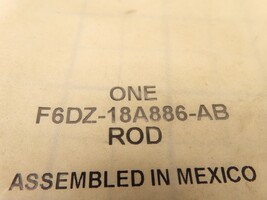 ONE
F6DZ-18A886-AB
ROD
ASSEMBLED IN MEXICO